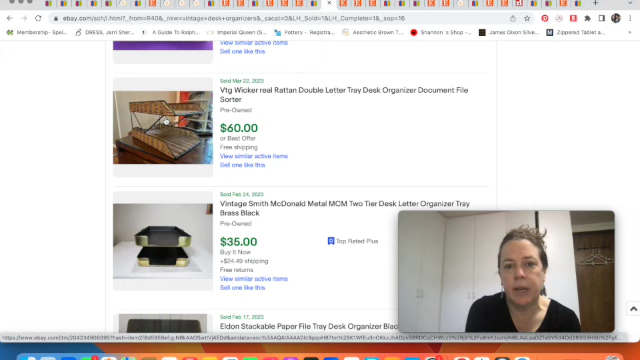 ebay.com/sch/i.html?_from=R40&_nkw=vintage+desk+organizers&_sacat=0&LH_Sold=1&LH_Complete=1&_sop=16
Membership - Spel
DRESS, Jerri Sherr
A Guide To Ralph
Imperial Queen (S
Pottery - Registra
Aesthetic Brown T
Shannon 's Shop
James Dixon Silve
Zippered Tablet a
View similar active items
Sell one like this
Sold Mar 22, 2023
Vtg Wicker real Rattan Double Letter Tray Desk Organizer Document File
Sorter
Pre-Owned
$60.00
or Best Offer
Free shipping
View similar active items
Sell one like this
Sold Feb 24, 2023
Vintage Smith McDonald Metal MCM Two Tier Desk Letter Organizer Tray
Brass Black
Pre-Owned
$35.00
Buy It Now
Top Rated Plus
+$24.49 shipping
Free returns
View similar active items
Sell one like this
Sold Feb 17, 2023
Eldon Stackable Paper File Tray Desk Organizer Blac